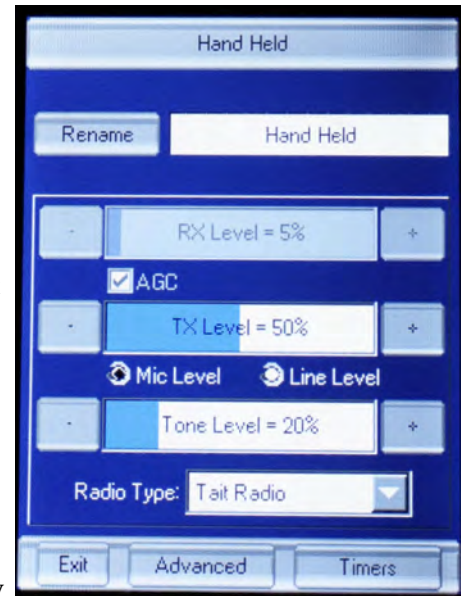 Hand Held
Rename Hand Held
- RX Level = 5% +
AGC
- TX Level = 50% +
Mic Level Line Level
- Tone Level = 20% +
Radio Type: Tait Radio
Exit Advanced Timers